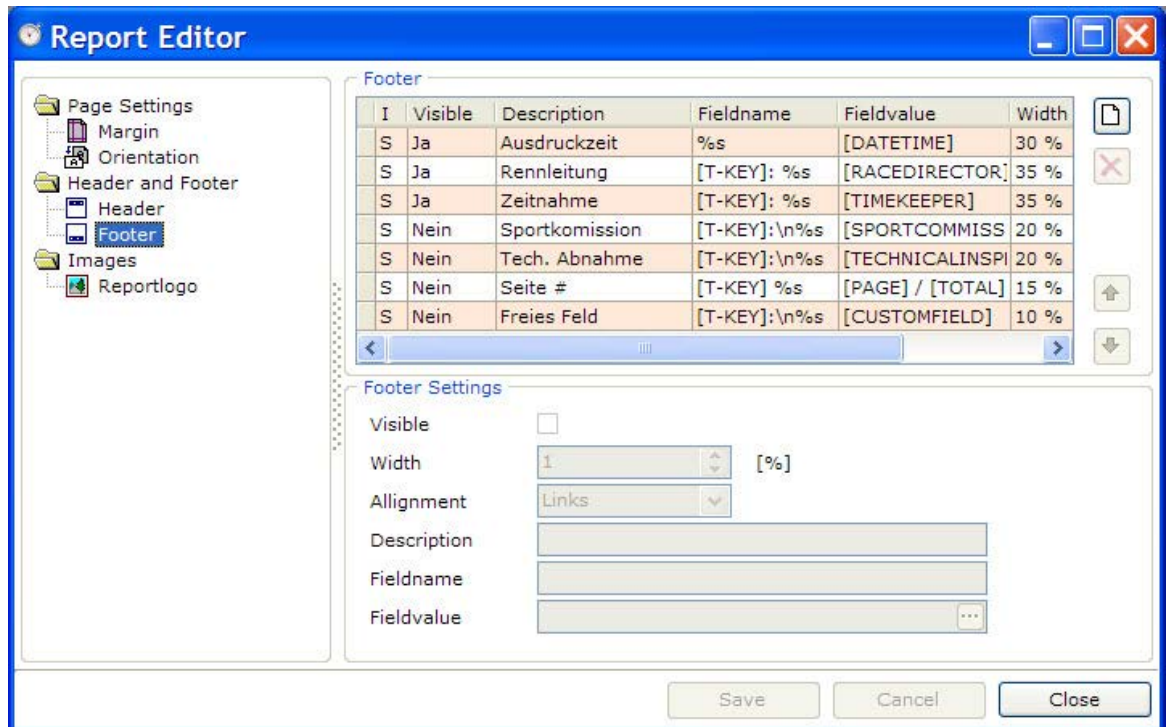 Report Editor
Page Settings
Margin
Orientation
Header and Footer
Header
Footer
Images
Reportlogo
Footer
I Visible Description Fieldname Fieldvalue Width
S Ja Ausdruckzeit %s [DATETIME] 30 %
S Ja Rennleitung [T-KEY]: %s [RACEDIRECTOR] 35 %
S Ja Zeitnahme [T-KEY]: %s [TIMEKEEPER] 35 %
S Nein Sportkomission [T-KEY]:\n%s [SPORTCOMMISS 20 %
S Nein Tech. Abnahme [T-KEY]:\n%s [TECHNICALINSPI 20 %
S Nein Seite # [T-KEY] %s [PAGE] / [TOTAL] 15 %
S Nein Freies Feld [T-KEY]:\n%s [CUSTOMFIELD] 10 %
Footer Settings
Visible
Width 1 [%]
Allignment Links
Description
Fieldname
Fieldvalue ...
Save Cancel Close